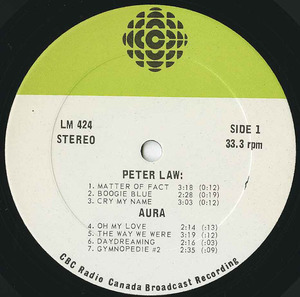 LM 424
STEREO
SIDE 1
33.3 rpm
PETER LAW:
1. MATTER OF FACT 3:18 (0:12)
2. BOOGIE BLUE 2:28 (0:19)
3. CRY MY NAME 3:03 (0:12)
AURA
4. OH MY LOVE 2:14 (:13)
5. THE WAY WE WERE 3:19 (:12)
6. DAYDREAMING 2:16 (:03)
7. GYMNOPEDIE #2 2:35 (:09)
CBC Radio Canada Broadcast Recording